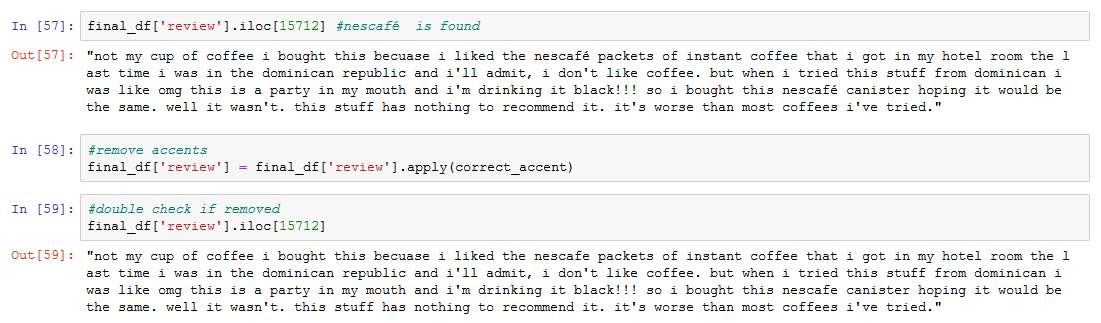 In [57]: final_df['review'].iloc[15712] #nescafé  is found
Out[57]: "not my cup of coffee i bought this becuase i liked the nescafé packets of instant coffee that i got in my hotel room the l
ast time i was in the dominican republic and i'll admit, i don't like coffee. but when i tried this stuff from dominican i
was like omg this is a party in my mouth and i'm drinking it black!!! so i bought this nescafé canister hoping it would be
the same. well it wasn't. this stuff has nothing to recommend it. it's worse than most coffees i've tried."
In [58]: #remove accents
final_df['review'] = final_df['review'].apply(correct_accent)
In [59]: #double check if removed
final_df['review'].iloc[15712]
Out[59]: "not my cup of coffee i bought this becuase i liked the nescafe packets of instant coffee that i got in my hotel room the l
ast time i was in the dominican republic and i'll admit, i don't like coffee. but when i tried this stuff from dominican i
was like omg this is a party in my mouth and i'm drinking it black!!! so i bought this nescafe canister hoping it would be
the same. well it wasn't. this stuff has nothing to recommend it. it's worse than most coffees i've tried."